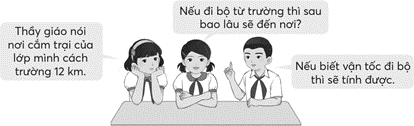 Thầy giáo nói
nơi cắm trại của
lớp mình cách
trường 12 km.
Nếu đi bộ từ trường thì sau
bao lâu sẽ đến nơi?
Nếu biết vận tốc đi bộ
thì sẽ tính được.